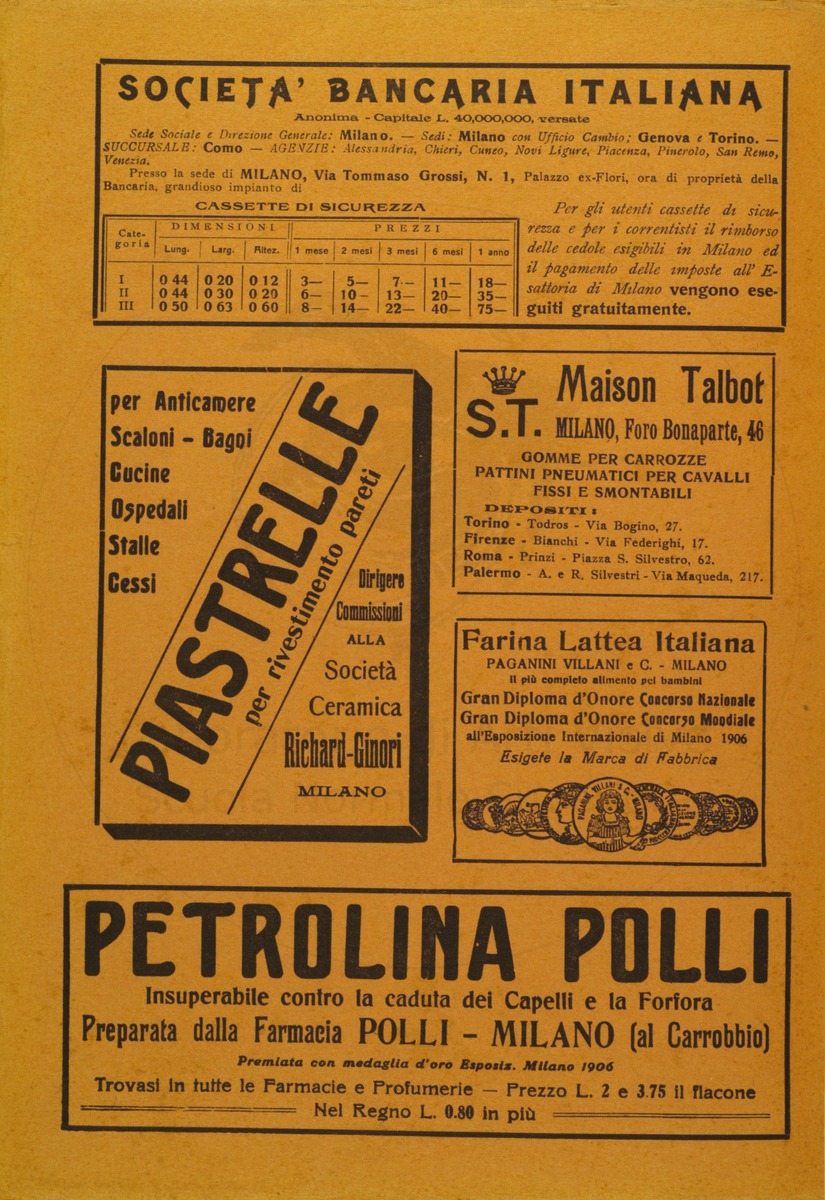 SOCIETA' BANCARIA ITALIANA
Anonima - Capitale L. 40,000,000, versate
Sede Sociale e Direzione Generale: Milano. — Sedi: Milano con Ufficio Cambio; Genova e Torino. —
SUCCURSALE: Como — AGENZIE: Alessandria, Chieri, Cuneo, Novi Ligure, Piacenza, Pinerolo, San Remo,
Venezia.
Presso la sede di MILANO, Via Tommaso Grossi, N. 1, Palazzo ex-Flori, ora di proprietà della
Bancaria, grandioso impianto di
CASSETTE DI SICUREZZA
Cate-goria DIMENSIONI PREZZI
Lung. Larg. Ritez. 1 mese 2 mesi 3 mesi 6 mesi 1 anno
I 0 44 0 20 0 12 3— 5— 7— 11— 18—
II 0 44 0 30 0 20 6— 10— 13— 20— 35—
III 0 50 0 63 0 60 8— 14— 22— 40— 75—
Per gli utenti cassette di sicu-
rezza e per i correntisti il rimborso
delle cedole esigibili in Milano ed
il pagamento delle imposte all' E-
sattoria di Milano vengono ese-
guiti gratuitamente.
per Anticamere
Scaloni - Bagni
Cucine
Ospedali
Stalle
Cessi
PIASTRELLE
per rivestimento pareti
Dirigere
Commissioni
ALLA
Società
Ceramica
Richard-Ginori
MILANO
S.T.
Maison Talbot
MILANO, Foro Bonaparte, 46
GOMME PER CARROZZE
PATTINI PNEUMATICI PER CAVALLI
FISSI E SMONTABILI
DEPOSITI:
Torino - Todros - Via Bogino, 27.
Firenze - Bianchi - Via Federighi, 17.
Roma - Prinzi - Piazza S. Silvestro, 62.
Palermo - A. e R. Silvestri - Via Maqueda, 217.
Farina Lattea Italiana
PAGANINI VILLANI e C. - MILANO
Il più completo alimento pei bambini
Gran Diploma d'Onore Concorso Nazionale
Gran Diploma d'Onore Concorso Mondiale
all'Esposizione Internazionale di Milano 1906
Esigete la Marca di Fabbrica
PAGANINI VILLANI & C. - MILANO
PETROLINA POLLI
Insuperabile contro la caduta dei Capelli e la Forfora
Preparata dalla Farmacia POLLI - MILANO (al Carrobbio)
Premiata con medaglia d'oro Esposiz. Milano 1906
Trovasi in tutte le Farmacie e Profumerie — Prezzo L. 2 e 3.75 il flacone
Nel Regno L. 0.80 in più